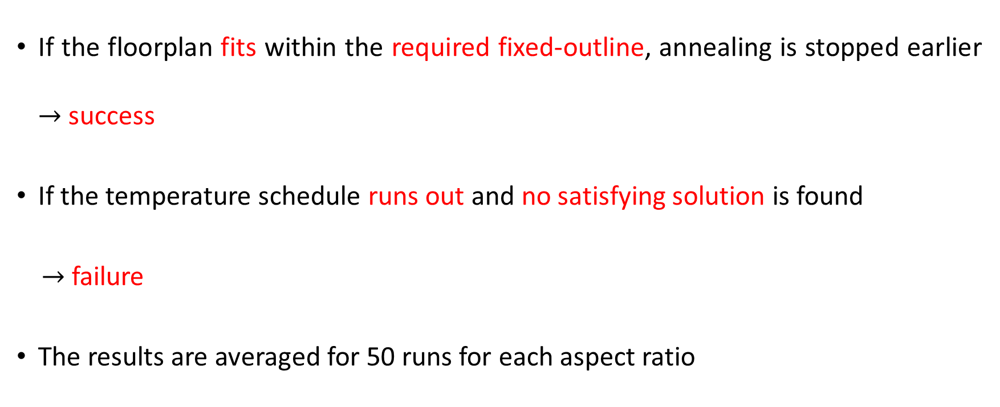 • If the floorplan fits within the required fixed-outline, annealing is stopped earlier
→ success
• If the temperature schedule runs out and no satisfying solution is found
→ failure
• The results are averaged for 50 runs for each aspect ratio